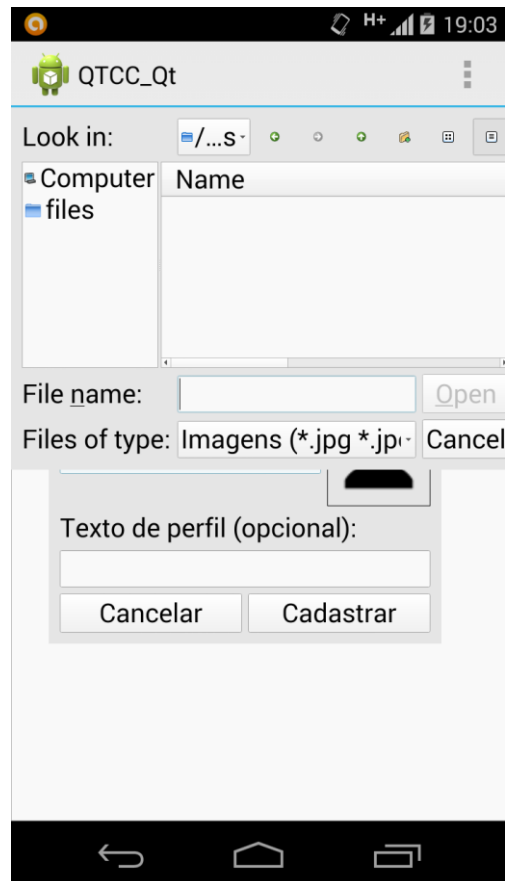 H+ 19:03
QTCC_Qt
Look in: /...s
Computer Name
files
File name: Open
Files of type: Imagens (*.jpg *.jp Cancel
Texto de perfil (opcional):
Cancelar Cadastrar